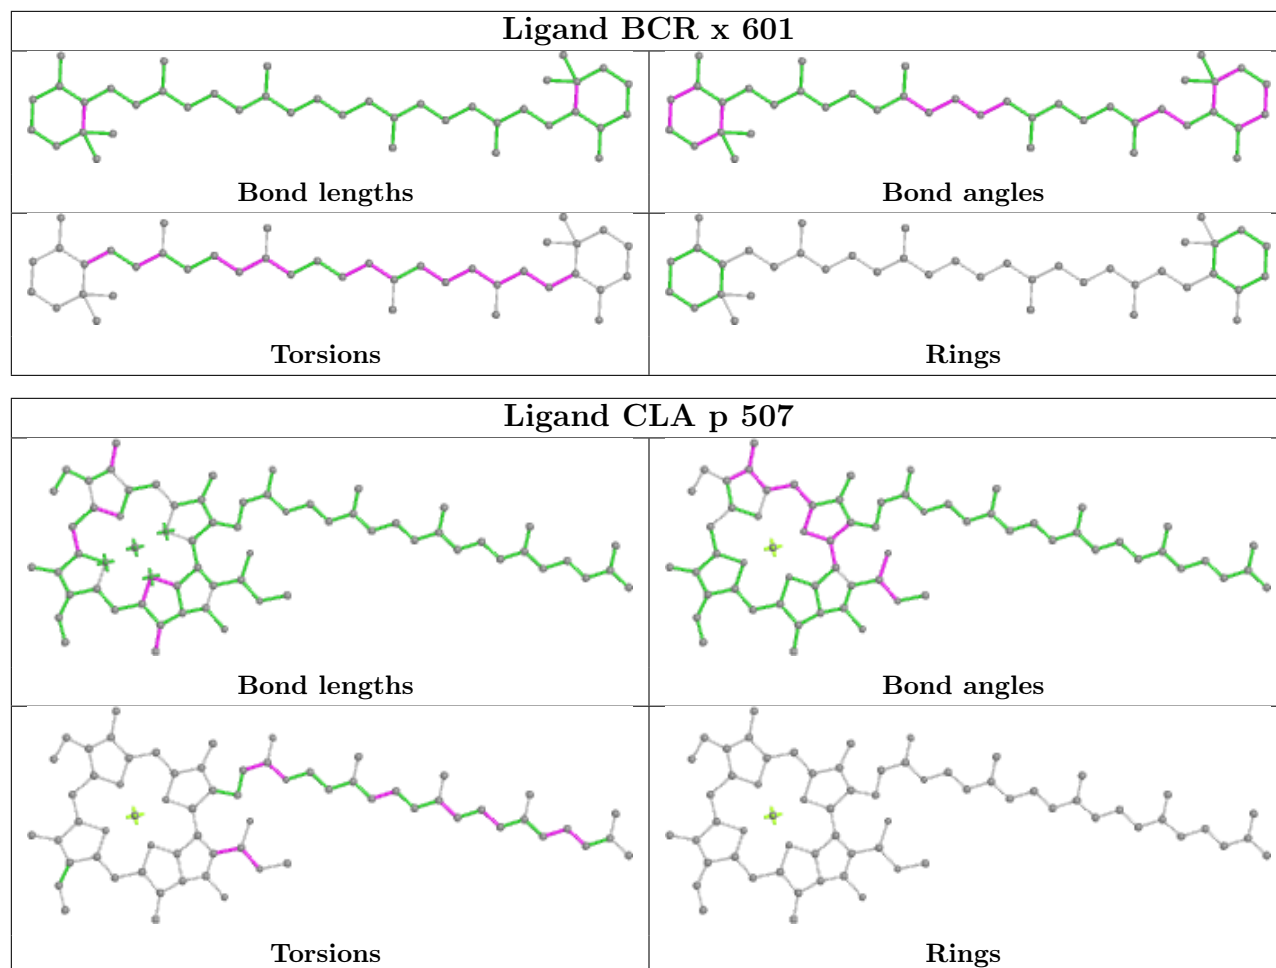 Ligand BCR x 601
Bond lengths
Bond angles
Torsions
Rings
Ligand CLA p 507
Bond lengths
Bond angles
Torsions
Rings